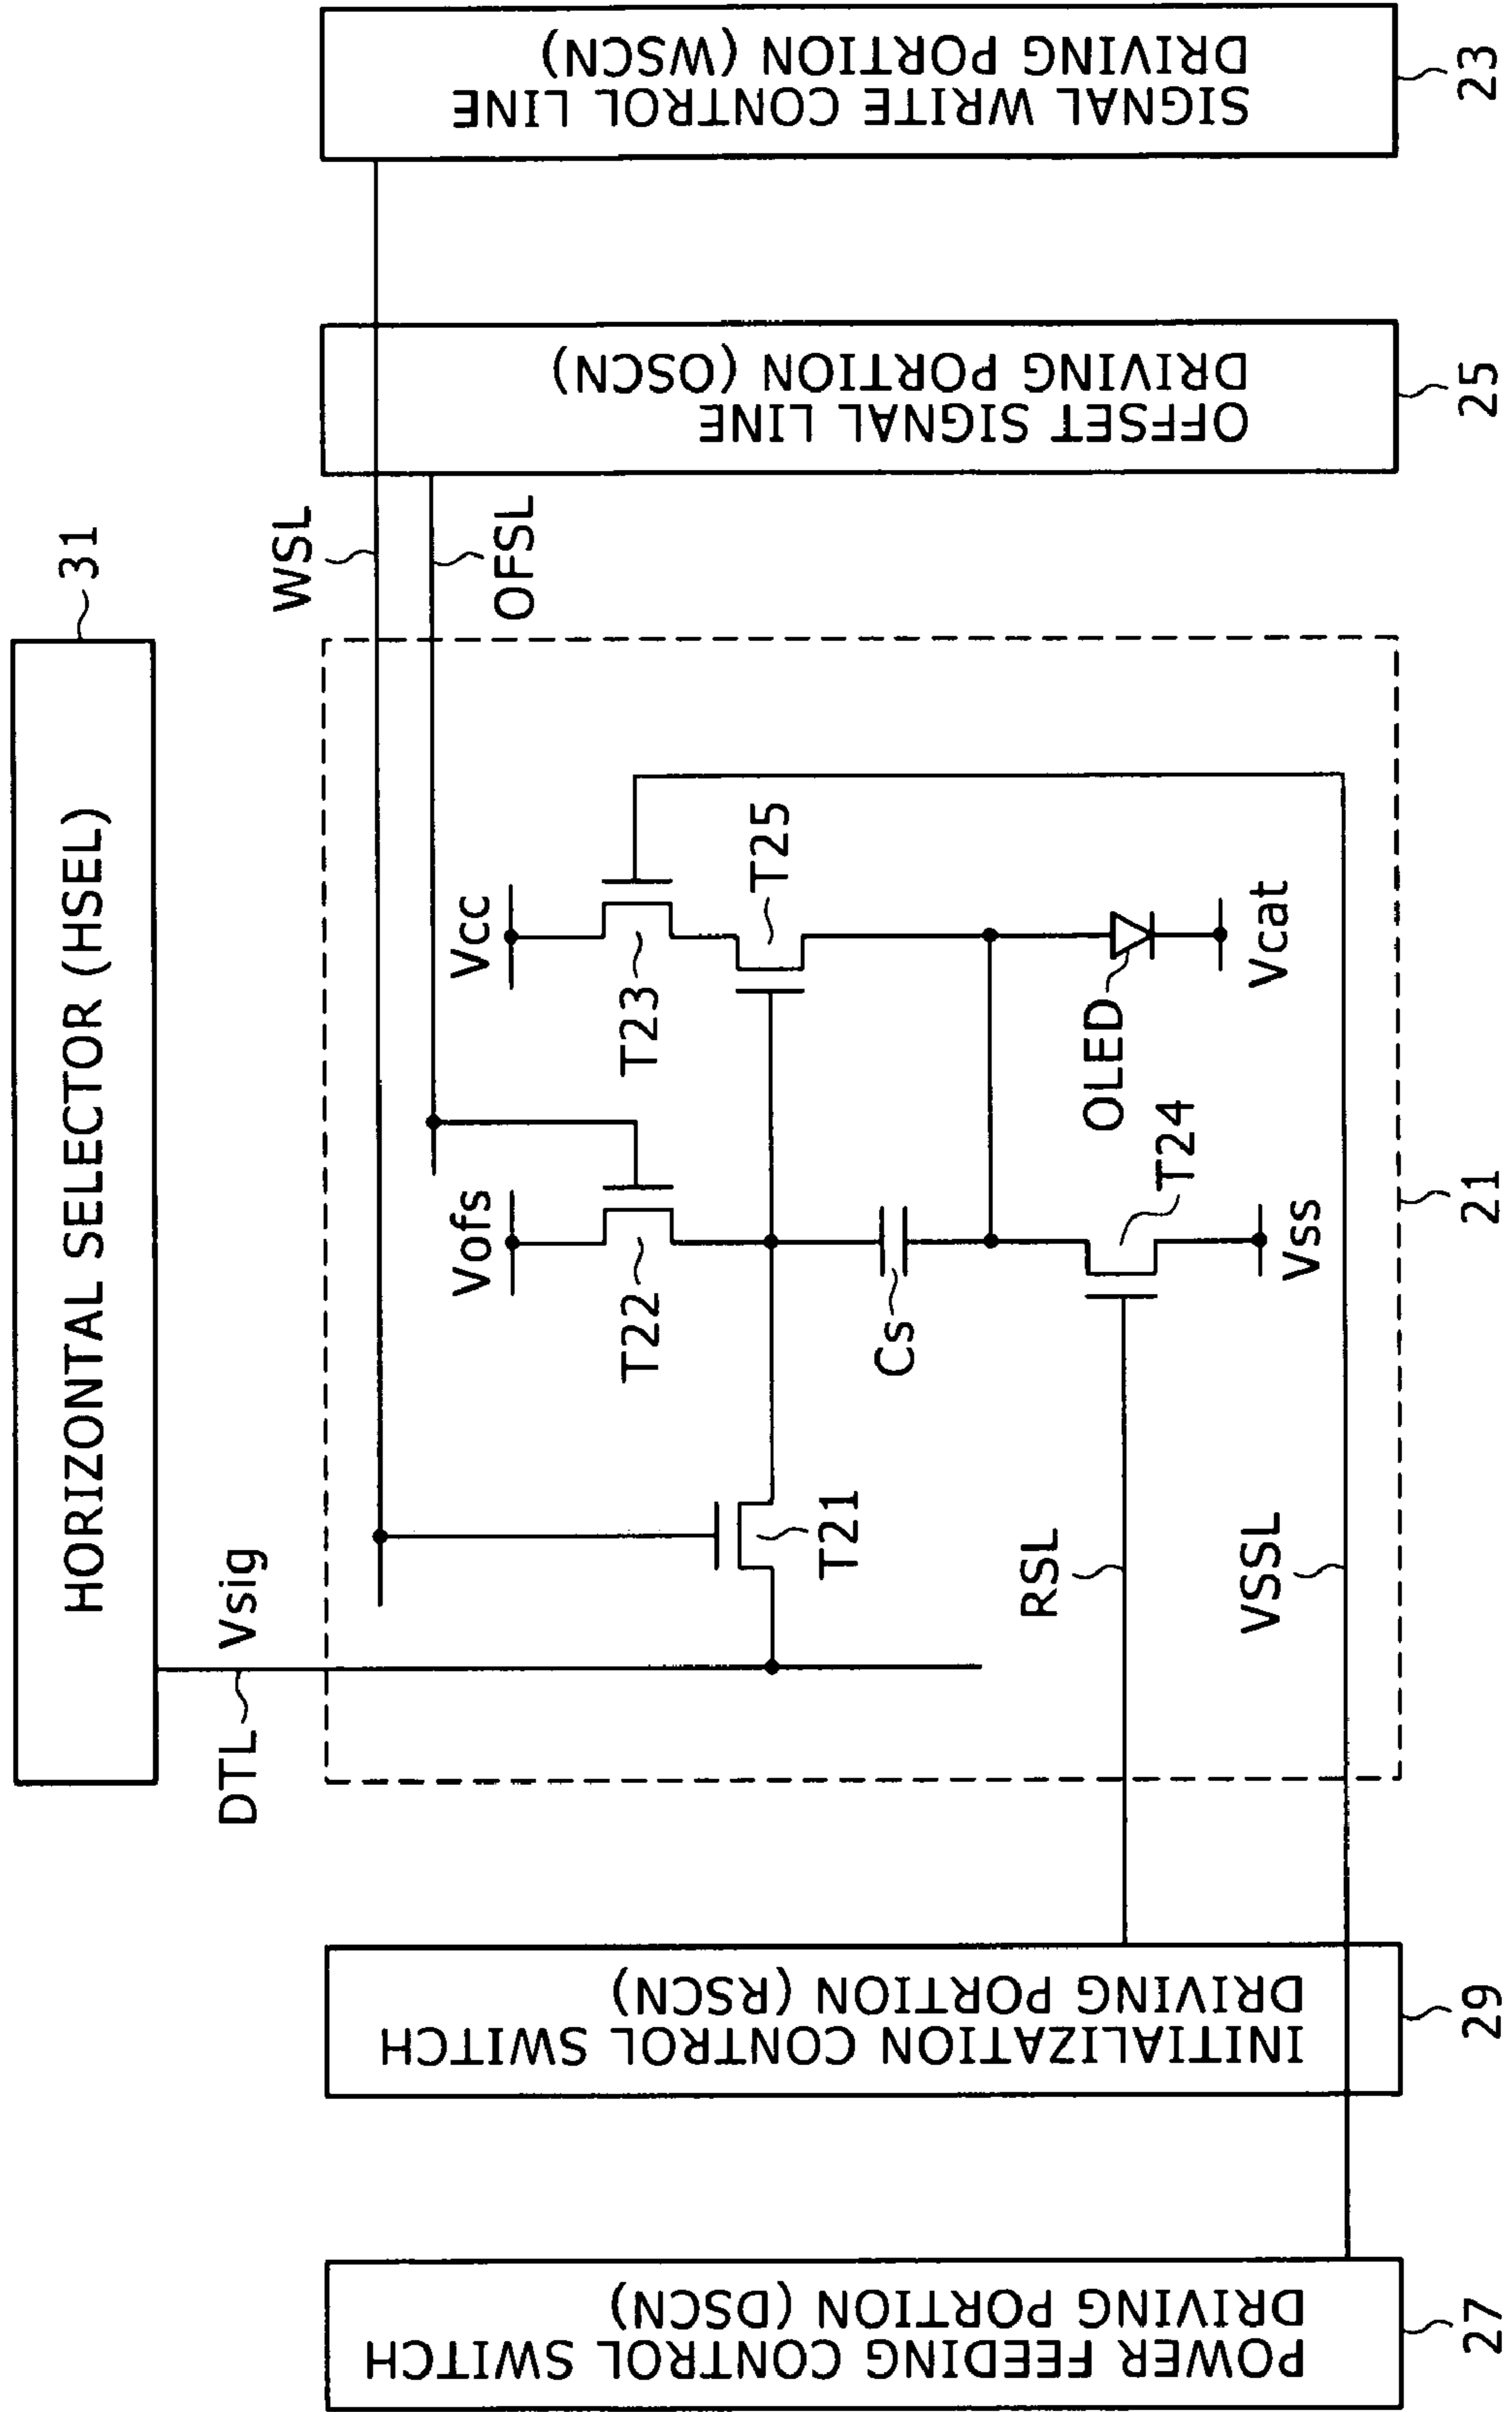 HORIZONTAL SELECTOR (HSEL)
31
DTL
Vsig
WSL
OFSL
POWER FEEDING CONTROL SWITCH
DRIVING PORTION (DSCN)
27
INITIALIZATION CONTROL SWITCH
DRIVING PORTION (RSCN)
29
Vofs
Vcc
T22
T23
T21
T25
Cs
RSL
OLED
T24
VSSL
Vss
Vcat
21
OFFSET SIGNAL LINE
DRIVING PORTION (OSCN)
25
SIGNAL WRITE CONTROL LINE
DRIVING PORTION (WSCN)
23